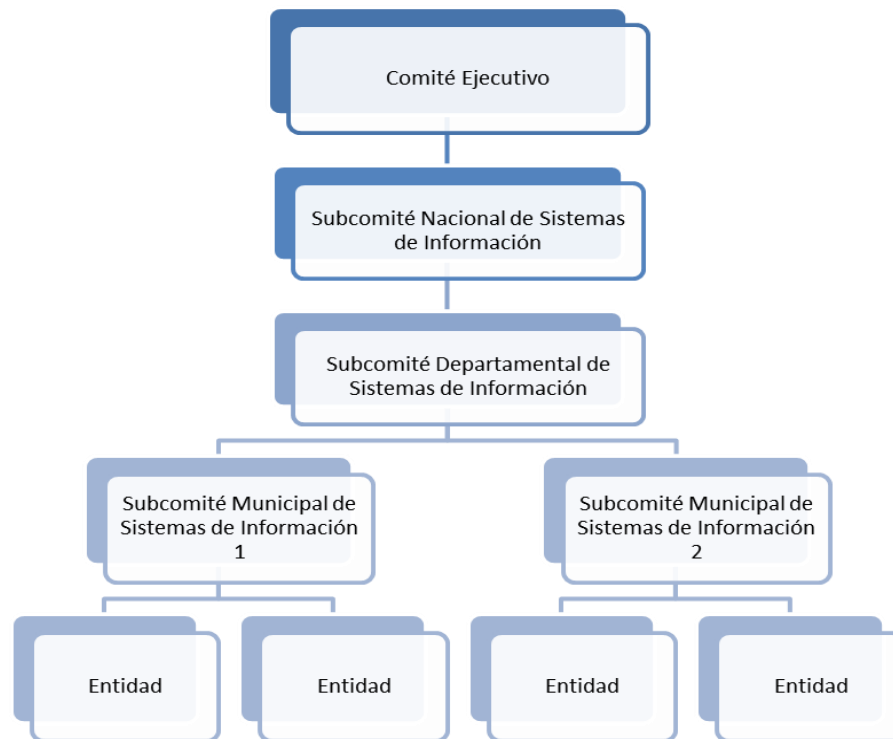 Comité Ejecutivo
Subcomité Nacional de Sistemas
de Información
Subcomité Departamental de
Sistemas de Información
Subcomité Municipal de
Sistemas de Información
1
Subcomité Municipal de
Sistemas de Información
2
Entidad
Entidad
Entidad
Entidad